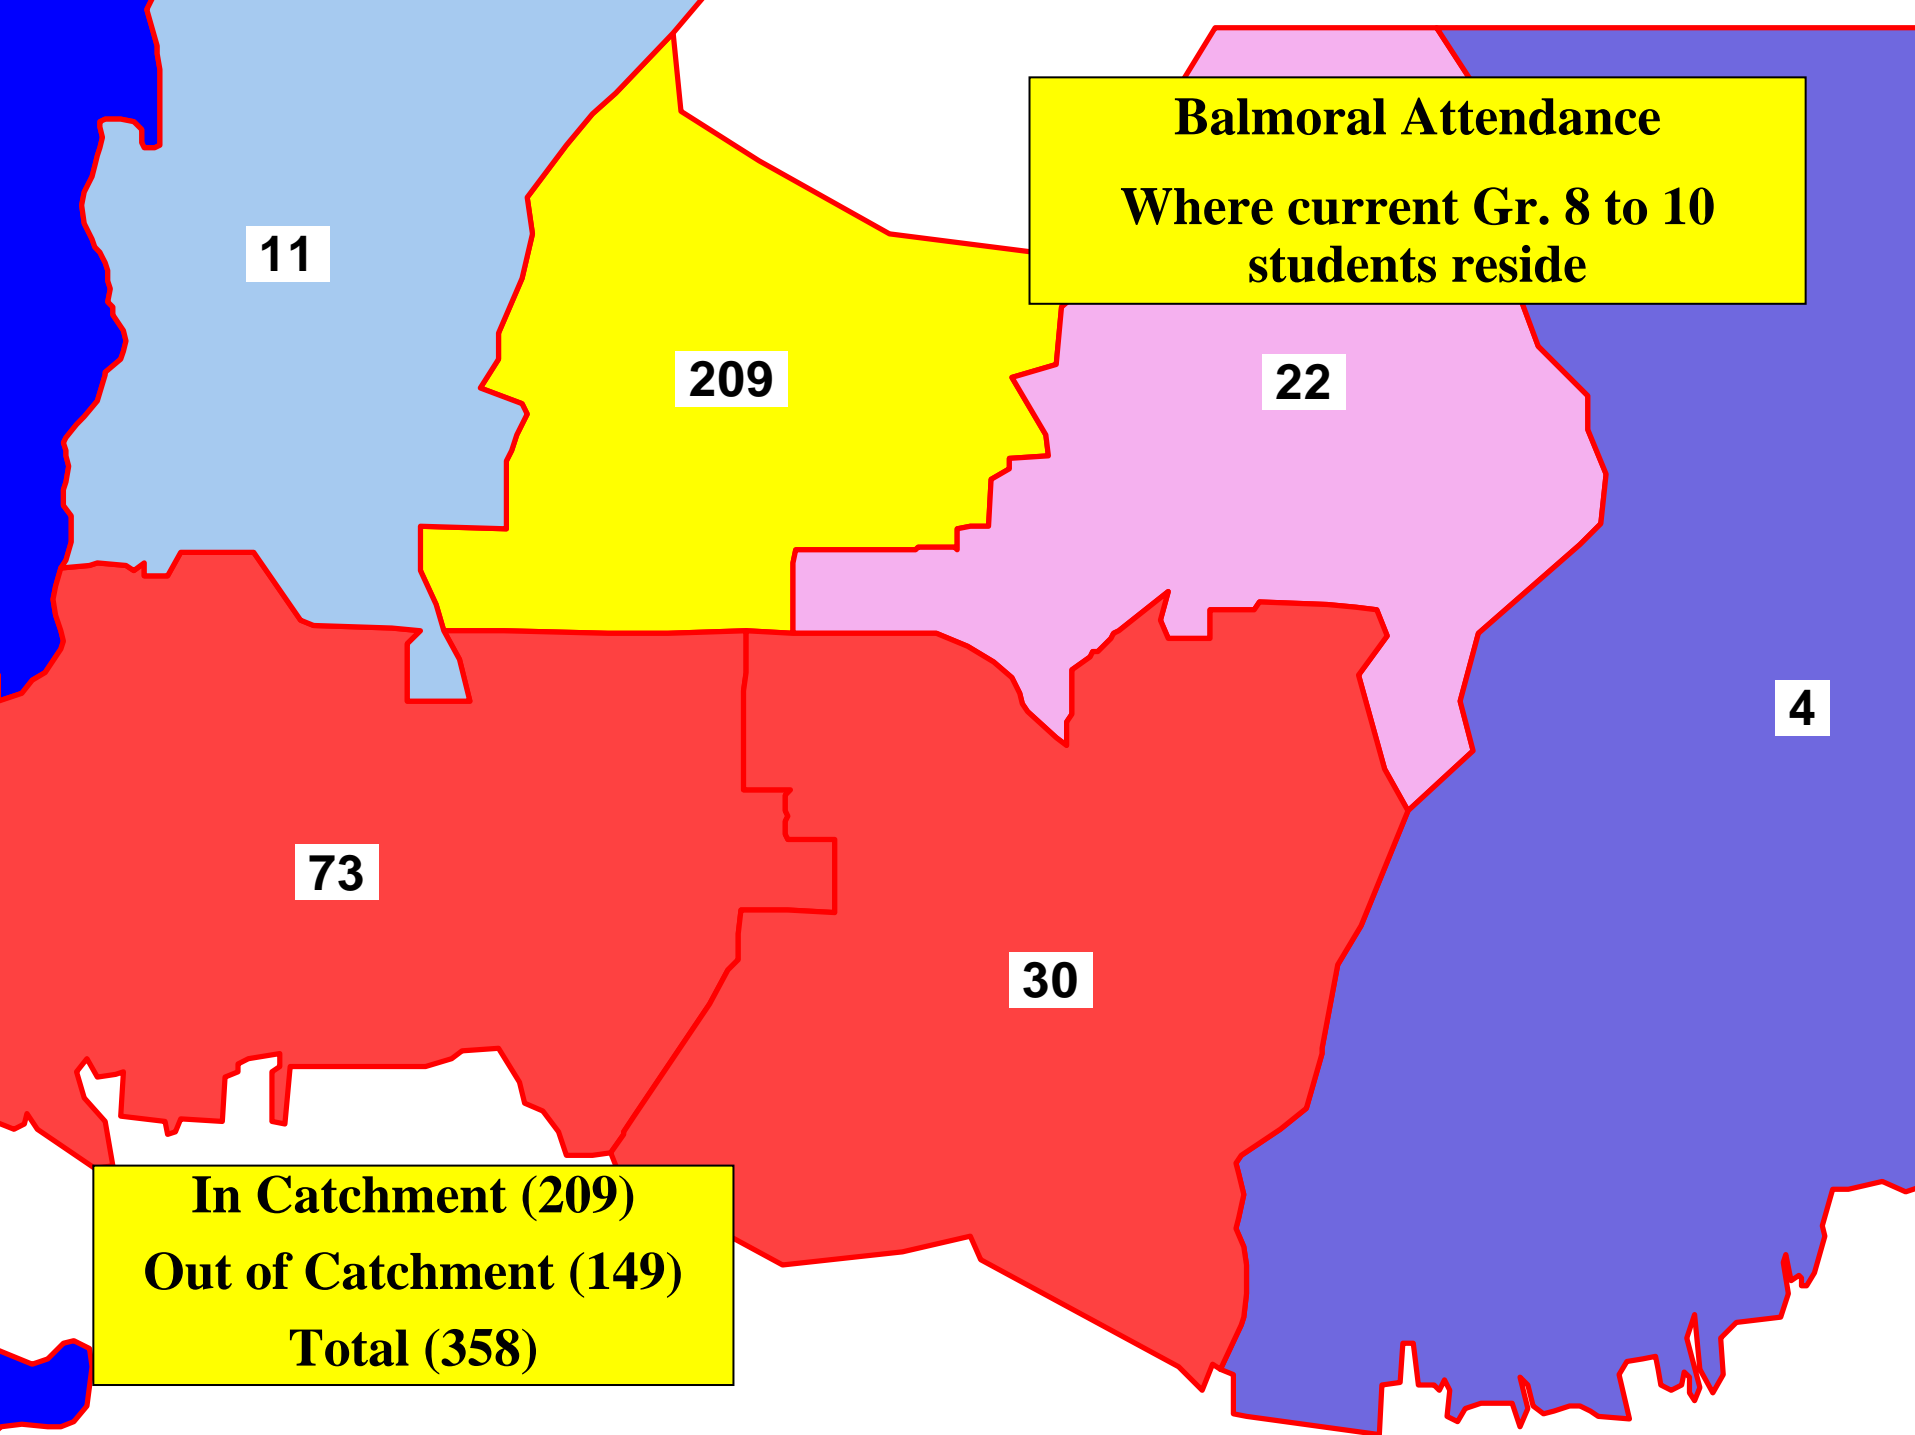 Balmoral Attendance
Where current Gr. 8 to 10
students reside
11
209
22
4
73
30
In Catchment (209)
Out of Catchment (149)
Total (358)